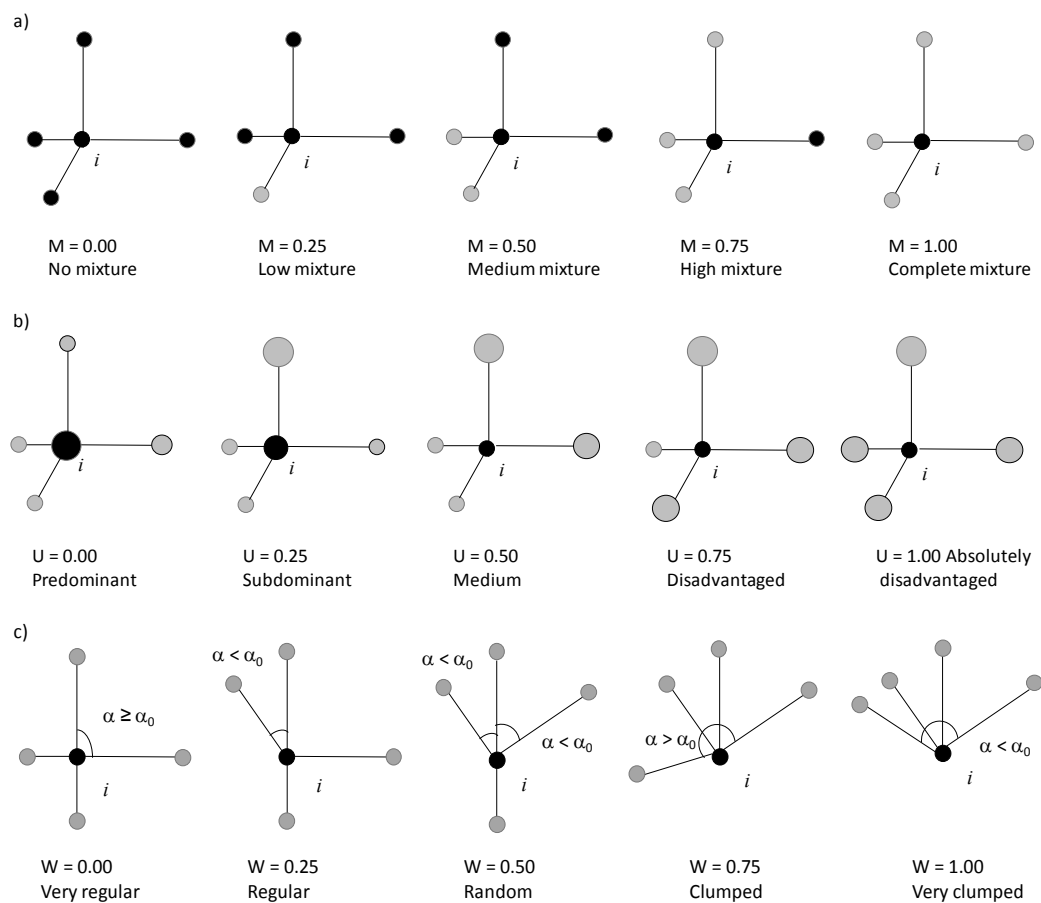 a)
i i i i i
M = 0.00 M = 0.25 M = 0.50 M = 0.75 M = 1.00
No mixture Low mixture Medium mixture High mixture Complete mixture
b)
i i i i i
U = 0.00 U = 0.25 U = 0.50 U = 0.75 U = 1.00 Absolutely
Predominant Subdominant Medium Disadvantaged disadvantaged
c)
α < α₀ α < α₀
α ≥ α₀ α < α₀ α > α₀ α < α₀
i i i i i
W = 0.00 W = 0.25 W = 0.50 W = 0.75 W = 1.00
Very regular Regular Random Clumped Very clumped